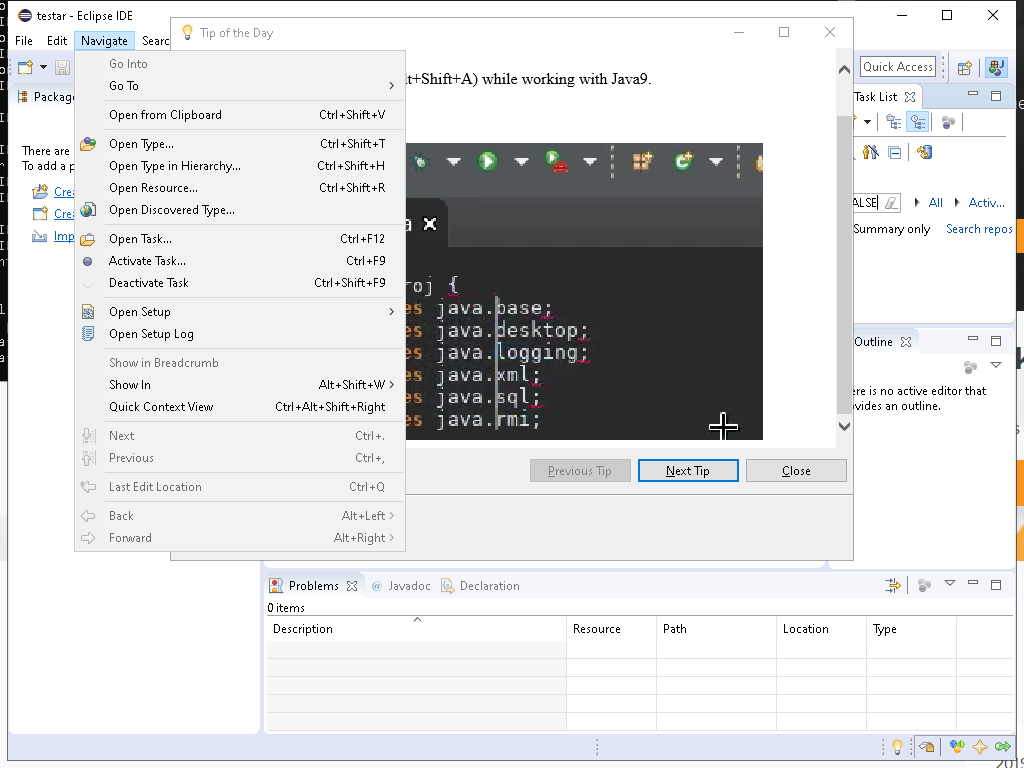 testar - Eclipse IDE
File Edit Navigate Searc
Tip of the Day
Quick Access
Go Into
Go To
Open from Clipboard Ctrl+Shift+V
Open Type... Ctrl+Shift+T
Open Type in Hierarchy... Ctrl+Shift+H
Open Resource... Ctrl+Shift+R
Open Discovered Type...
Open Task... Ctrl+F12
Activate Task... Ctrl+F9
Deactivate Task Ctrl+Shift+F9
Open Setup
Open Setup Log
Show in Breadcrumb
Show In Alt+Shift+W
Quick Context View Ctrl+Alt+Shift+Right
Next Ctrl+.
Previous Ctrl+,
Last Edit Location Ctrl+Q
Back Alt+Left
Forward Alt+Right
Packag
There are
To add a p
Cre
Cre
Imp
lt+Shift+A) while working with Java9.
a
roj {
es java.base;
es java.desktop;
es java.logging;
es java.xml;
es java.sql;
es java.rmi;
Previous Tip Next Tip Close
Task List
ALSE All Activ...
Summary only Search repos
Outline
ere is no active editor that
ovides an outline.
Problems @ Javadoc Declaration
0 items
Description Resource Path Location Type
2019